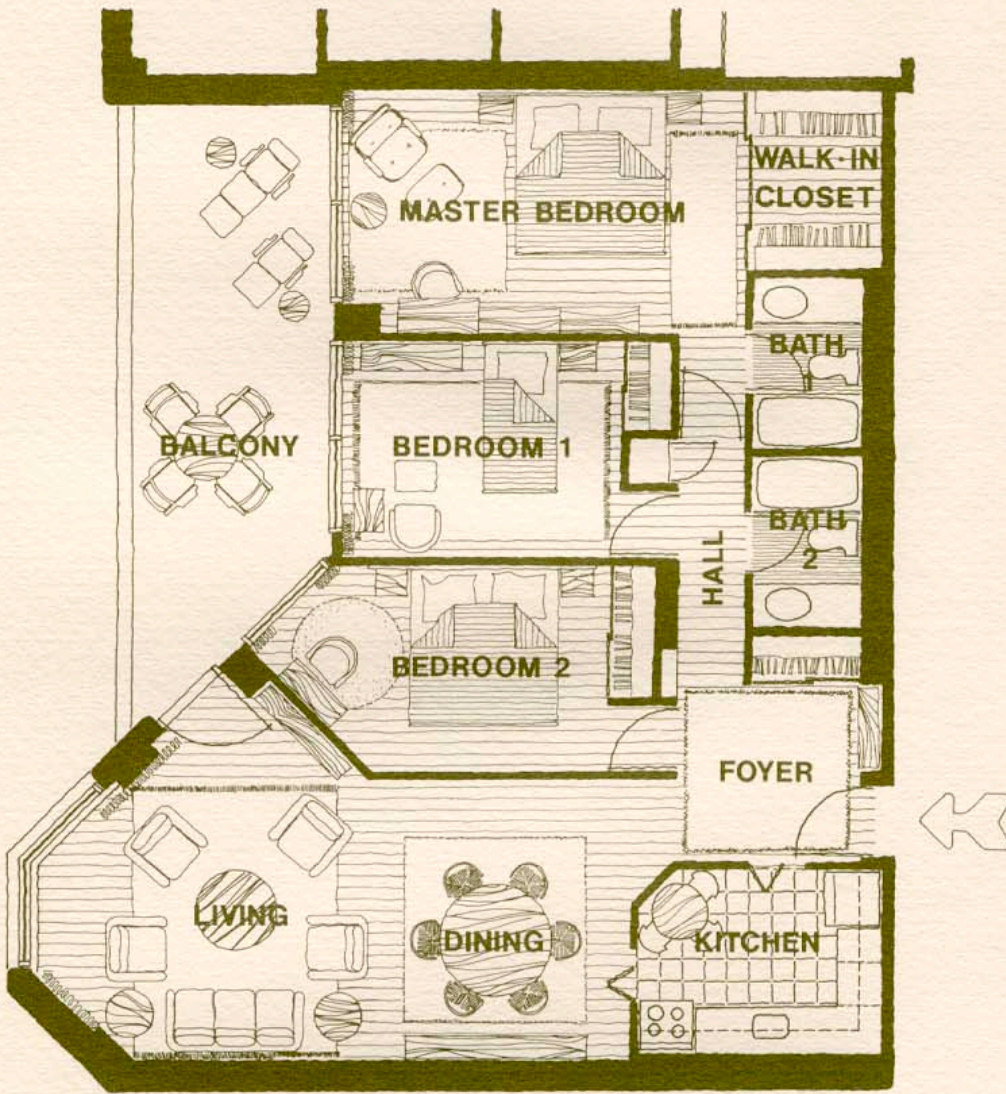 WALK-IN
CLOSET
MASTER BEDROOM
BATH
1
BALCONY
BEDROOM 1
BATH
2
HALL
BEDROOM 2
FOYER
LIVING
DINING
KITCHEN